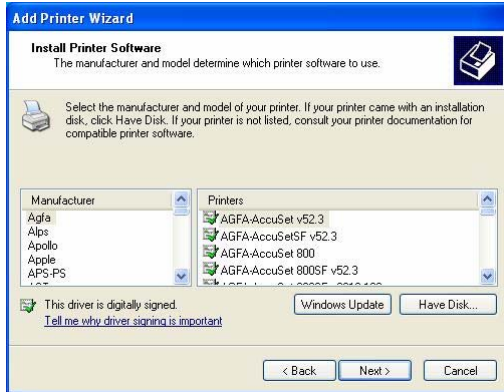 Add Printer Wizard
Install Printer Software
The manufacturer and model determine which printer software to use.
Select the manufacturer and model of your printer. If your printer came with an installation
disk, click Have Disk. If your printer is not listed, consult your printer documentation for
compatible printer software.
Manufacturer
Agfa
Alps
Apollo
Apple
APS-PS
Printers
AGFA-AccuSet v52.3
AGFA-AccuSetSF v52.3
AGFA-AccuSet 800
AGFA-AccuSet 800SF v52.3
This driver is digitally signed.
Tell me why driver signing is important
Windows Update
Have Disk...
< Back
Next >
Cancel